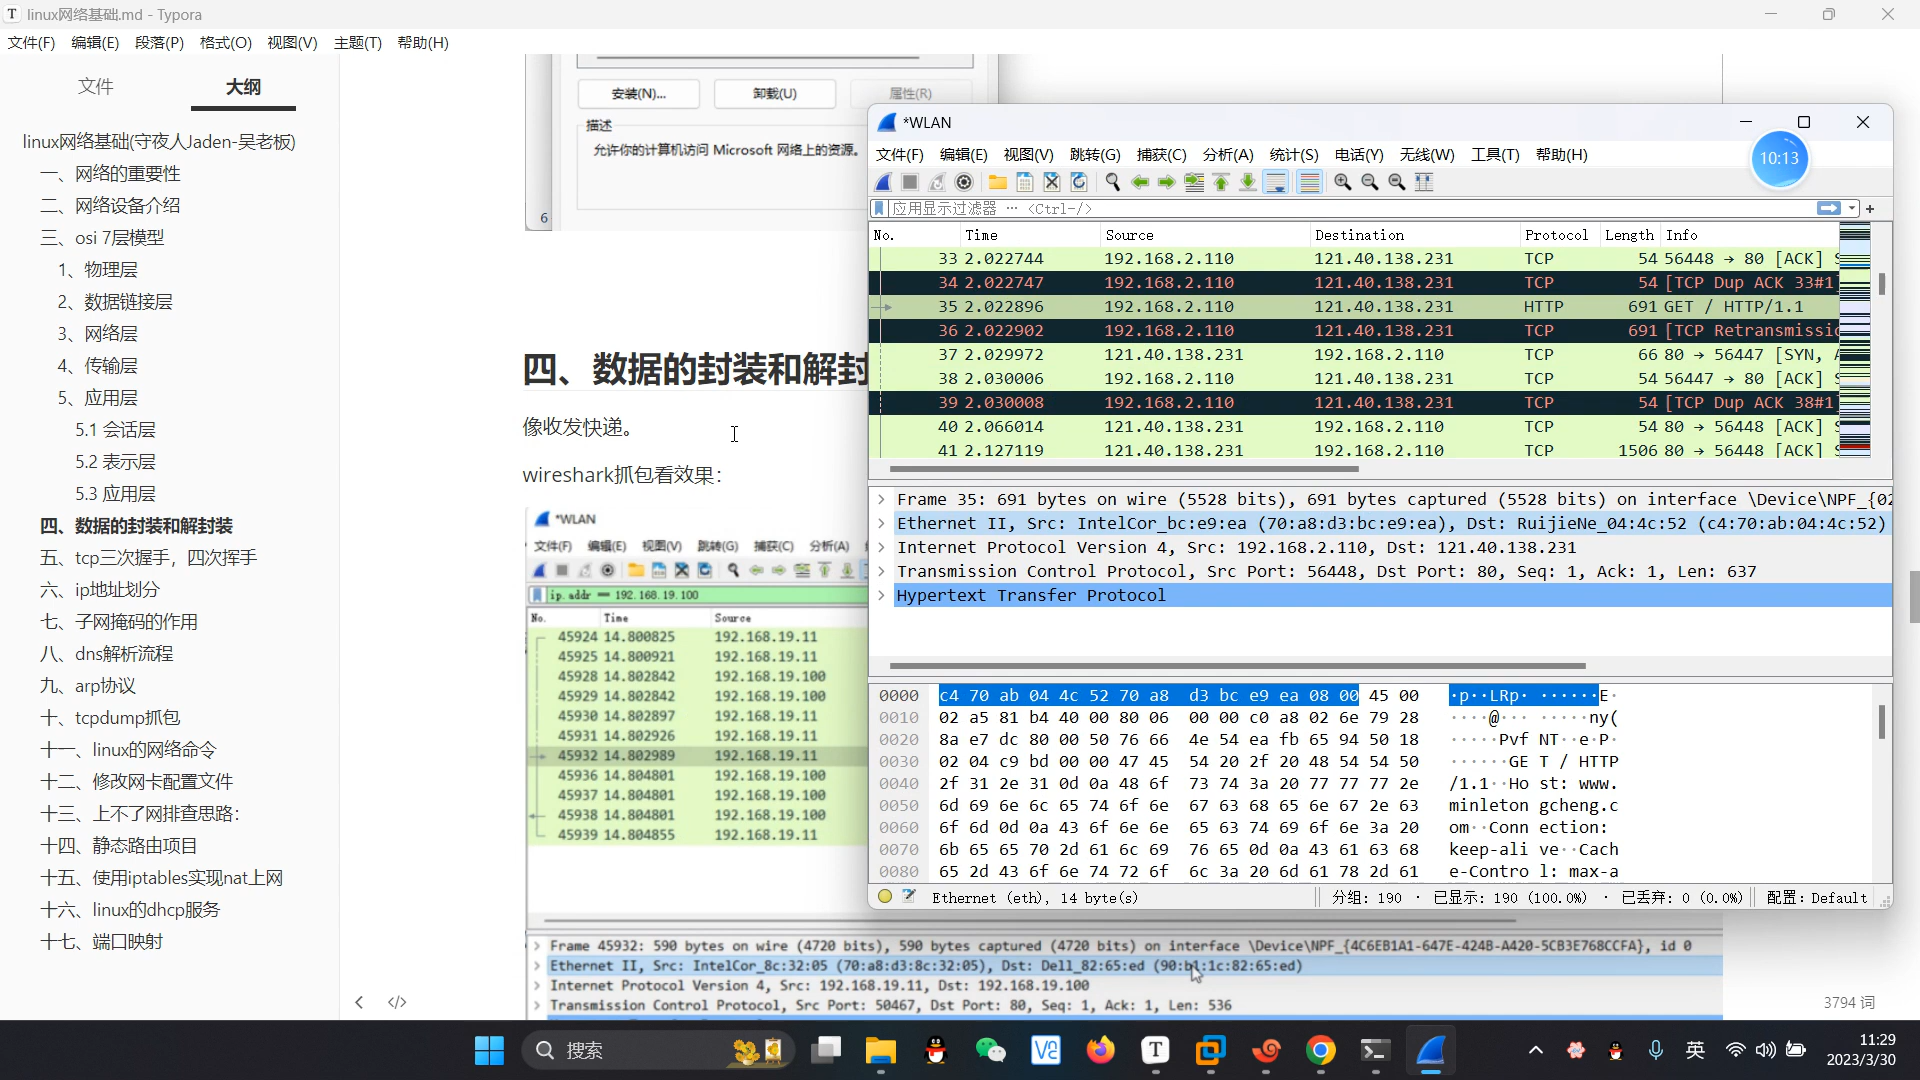 linux网络基础.md - Typora
文件(F) 编辑(E) 段落(P) 格式(O) 视图(V) 主题(T) 帮助(H)
文件 大纲
linux网络基础(守夜人Jaden-吴老板)
一、网络的重要性
二、网络设备介绍
三、osi 7层模型
1、物理层
2、数据链接层
3、网络层
4、传输层
5、应用层
5.1 会话层
5.2 表示层
5.3 应用层
四、数据的封装和解封装
五、tcp三次握手，四次挥手
六、ip地址划分
七、子网掩码的作用
八、dns解析流程
九、arp协议
十、tcpdump抓包
十一、linux的网络命令
十二、修改网卡配置文件
十三、上不了网排查思路：
十四、静态路由项目
十五、使用iptables实现nat上网
十六、linux的dhcp服务
十七、端口映射
安装(N)... 卸载(U) 属性(R)
描述
允许你的计算机访问 Microsoft 网络上的资源。
6
四、数据的封装和解封
像收发快递。
wireshark抓包看效果：
*WLAN
文件(F) 编辑(E) 视图(V) 跳转(G) 捕获(C) 分析(A)
ip.addr == 192.168.19.100
No. Time Source
45924 14.800825 192.168.19.11
45925 14.800921 192.168.19.11
45928 14.802842 192.168.19.100
45929 14.802842 192.168.19.100
45930 14.802897 192.168.19.11
45931 14.802926 192.168.19.11
45932 14.802989 192.168.19.11
45936 14.804801 192.168.19.100
45937 14.804801 192.168.19.100
45938 14.804801 192.168.19.100
45939 14.804855 192.168.19.11
Frame 45932: 590 bytes on wire (4720 bits), 590 bytes captured (4720 bits) on interface \Device\NPF_{4C6EB1A1-647E-424B-A420-5CB3E768CCFA}, id 0
Ethernet II, Src: IntelCor_8c:32:05 (70:a8:d3:8c:32:05), Dst: Dell_82:65:ed (90:b1:1c:82:65:ed)
Internet Protocol Version 4, Src: 192.168.19.11, Dst: 192.168.19.100
Transmission Control Protocol, Src Port: 50467, Dst Port: 80, Seq: 1, Ack: 1, Len: 536
*WLAN
文件(F) 编辑(E) 视图(V) 跳转(G) 捕获(C) 分析(A) 统计(S) 电话(Y) 无线(W) 工具(T) 帮助(H)
10:13
应用显示过滤器 … <Ctrl-/>
No. Time Source Destination Protocol Length Info
33 2.022744 192.168.2.110 121.40.138.231 TCP 54 56448 → 80 [ACK] S
34 2.022747 192.168.2.110 121.40.138.231 TCP 54 [TCP Dup ACK 33#1
35 2.022896 192.168.2.110 121.40.138.231 HTTP 691 GET / HTTP/1.1
36 2.022902 192.168.2.110 121.40.138.231 TCP 691 [TCP Retransmissio
37 2.029972 121.40.138.231 192.168.2.110 TCP 66 80 → 56447 [SYN, A
38 2.030006 192.168.2.110 121.40.138.231 TCP 54 56447 → 80 [ACK] S
39 2.030008 192.168.2.110 121.40.138.231 TCP 54 [TCP Dup ACK 38#1
40 2.066014 121.40.138.231 192.168.2.110 TCP 54 80 → 56448 [ACK] S
41 2.127119 121.40.138.231 192.168.2.110 TCP 1506 80 → 56448 [ACK] S
Frame 35: 691 bytes on wire (5528 bits), 691 bytes captured (5528 bits) on interface \Device\NPF_{02
Ethernet II, Src: IntelCor_bc:e9:ea (70:a8:d3:bc:e9:ea), Dst: RuijieNe_04:4c:52 (c4:70:ab:04:4c:52)
Internet Protocol Version 4, Src: 192.168.2.110, Dst: 121.40.138.231
Transmission Control Protocol, Src Port: 56448, Dst Port: 80, Seq: 1, Ack: 1, Len: 637
Hypertext Transfer Protocol
0000 c4 70 ab 04 4c 52 70 a8 d3 bc e9 ea 08 00 45 00 ·p··LRp· ······E·
0010 02 a5 81 b4 40 00 80 06 00 00 c0 a8 02 6e 79 28 ····@··· ·····ny(
0020 8a e7 dc 80 00 50 76 66 4e 54 ea fb 65 94 50 18 ·····Pvf NT··e·P·
0030 02 04 c9 bd 00 00 47 45 54 20 2f 20 48 54 54 50 ······GE T / HTTP
0040 2f 31 2e 31 0d 0a 48 6f 73 74 3a 20 77 77 77 2e /1.1··Ho st: www.
0050 6d 69 6e 6c 65 74 6f 6e 67 63 68 65 6e 67 2e 63 minleton gcheng.c
0060 6f 6d 0d 0a 43 6f 6e 6e 65 63 74 69 6f 6e 3a 20 om··Conn ection:
0070 6b 65 65 70 2d 61 6c 69 76 65 0d 0a 43 61 63 68 keep-ali ve··Cach
0080 65 2d 43 6f 6e 74 72 6f 6c 3a 20 6d 61 78 2d 61 e-Contro l: max-a
Ethernet (eth), 14 byte(s) 分组: 190 · 已显示: 190 (100.0%) · 已丢弃: 0 (0.0%) 配置: Default
3794 词
搜索
英
11:29
2023/3/30